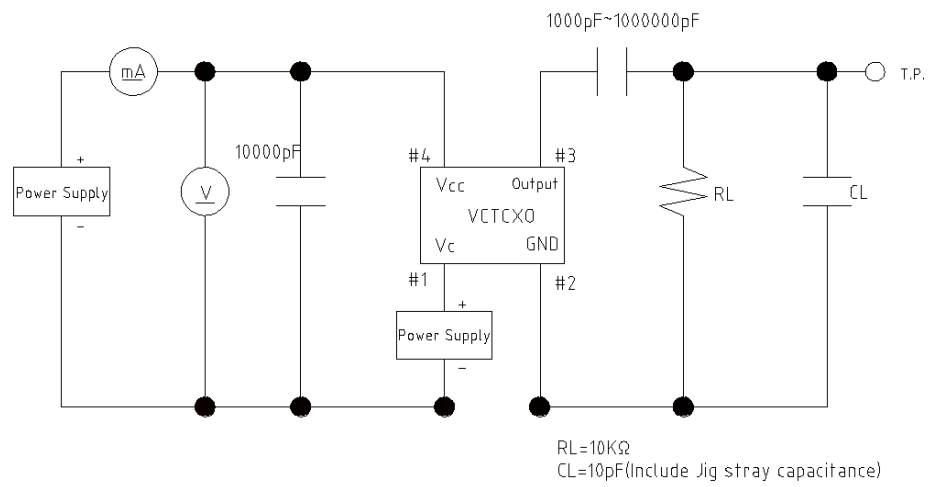 1000pF~1000000pF
mA
T.P.
10000pF
#4
#3
+
Power Supply
-
V
Vcc
Output
VCTCXO
Vc
GND
RL
CL
#1
#2
+
Power Supply
-
RL=10KΩ
CL=10pF(Include Jig stray capacitance)